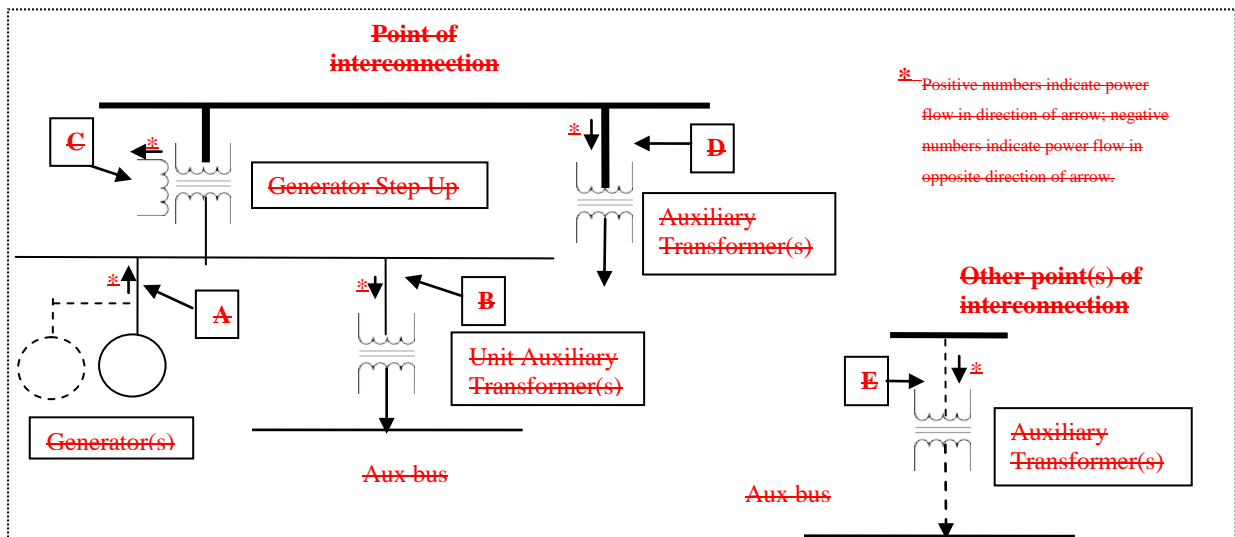 Point of
interconnection
* Positive numbers indicate power
flow in direction of arrow; negative
numbers indicate power flow in
opposite direction of arrow.
C
*
Generator Step Up
*
D
Auxiliary
Transformer(s)
*
A
*
B
Unit Auxiliary
Transformer(s)
Generator(s)
Aux bus
Other point(s) of
interconnection
E
*
Auxiliary
Transformer(s)
Aux bus